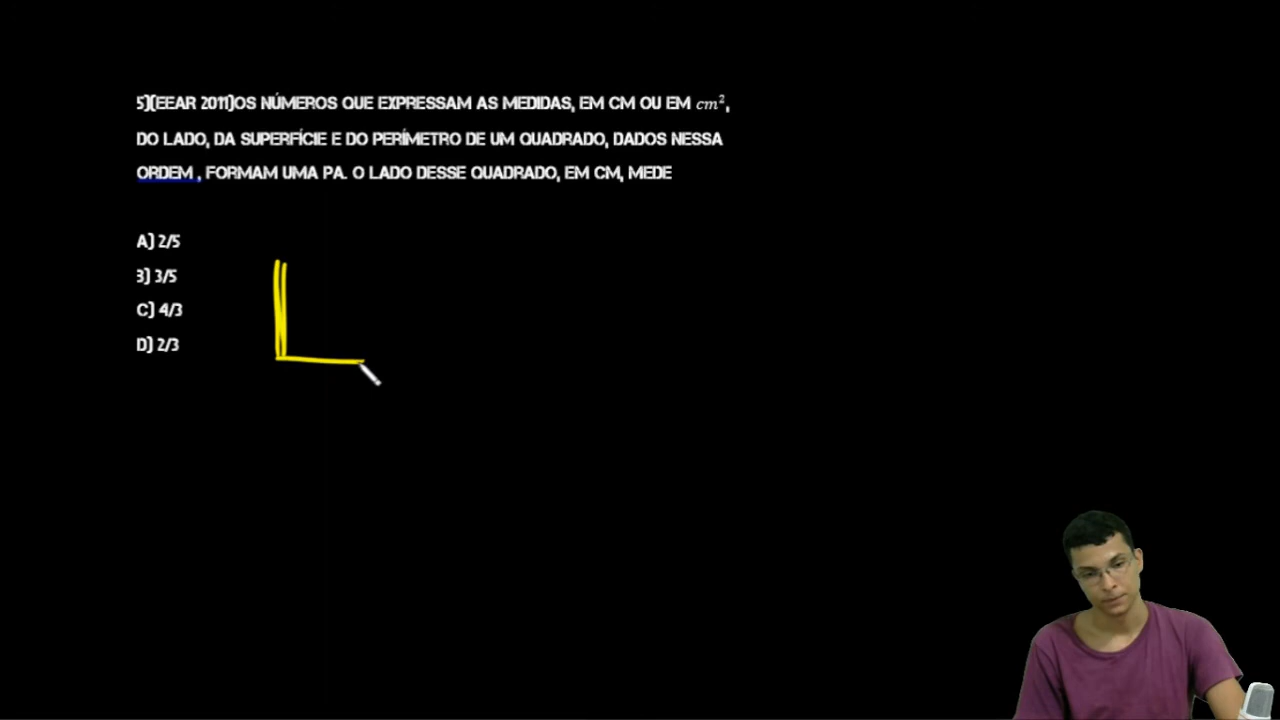 5)(EEAR 2011)OS NÚMEROS QUE EXPRESSAM AS MEDIDAS, EM CM OU EM cm²,
DO LADO, DA SUPERFÍCIE E DO PERÍMETRO DE UM QUADRADO, DADOS NESSA
ORDEM , FORMAM UMA PA. O LADO DESSE QUADRADO, EM CM, MEDE
A) 2/5
B) 3/5
C) 4/3
D) 2/3